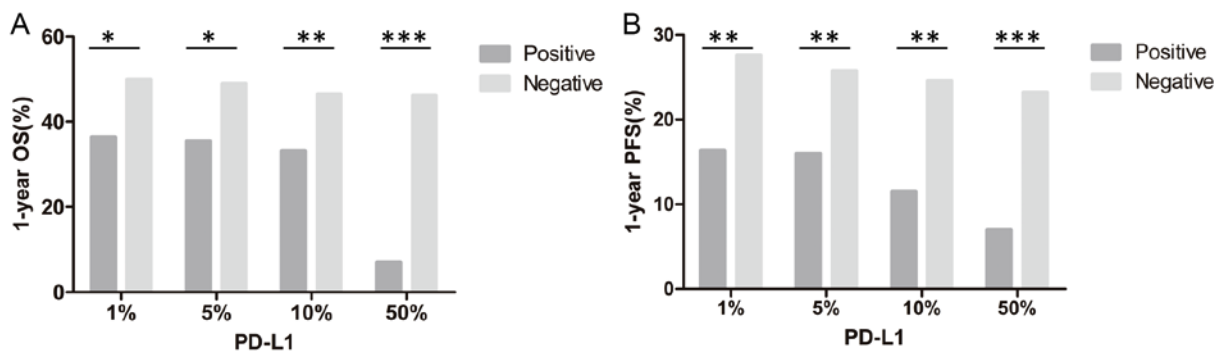 A
* * ** ***
60
40
20
0
1-year OS(%)
1% 5% 10% 50%
PD-L1
Positive
Negative
B
** ** ** ***
30
20
10
0
1-year PFS(%)
1% 5% 10% 50%
PD-L1
Positive
Negative